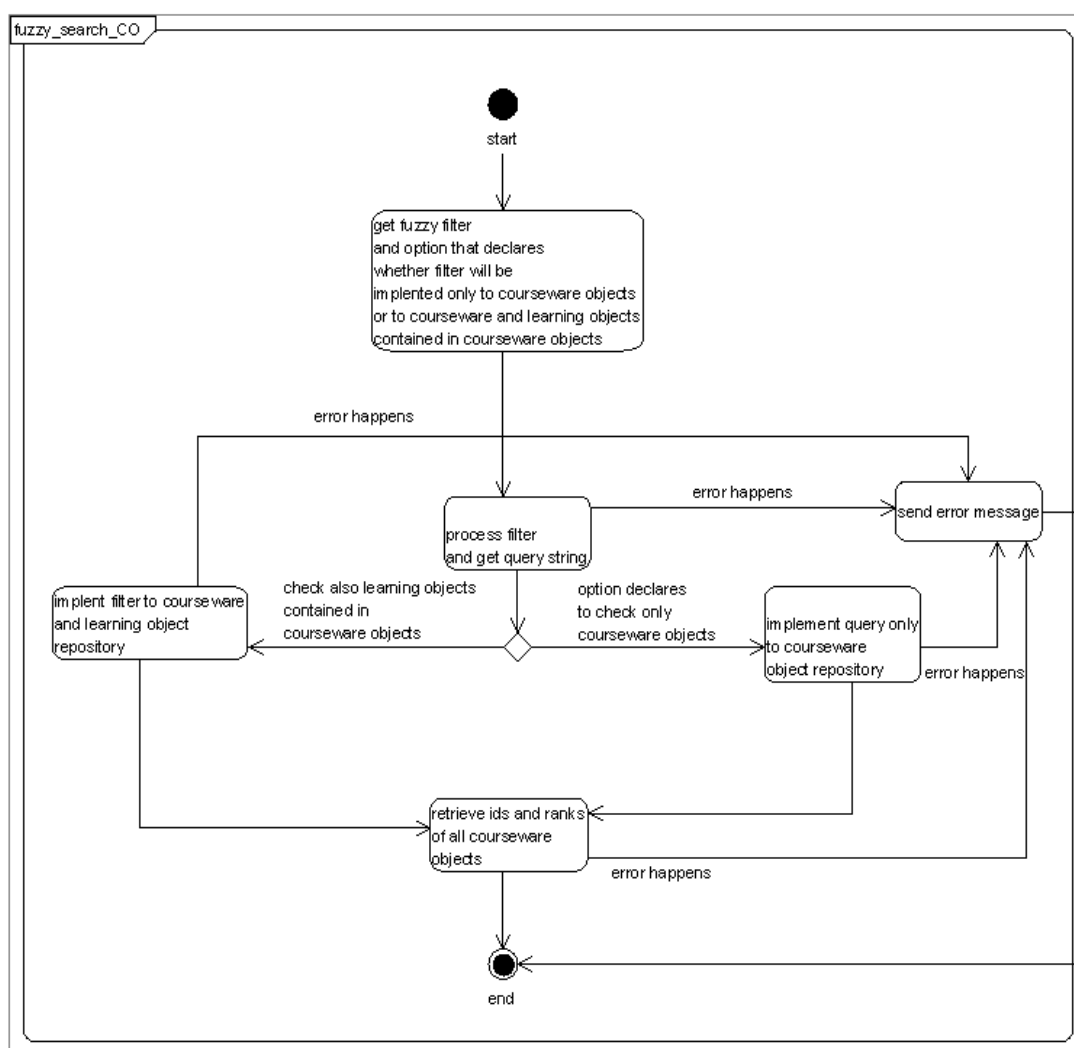 fuzzy_search_CO
start
get fuzzy filter
and option that declares
whether filter will be
implented only to courseware objects
or to courseware and learning objects
contained in courseware objects
error happens
error happens
send error message
process filter
and get query string
check also learning objects
contained in
courseware objects
option declares
to check only
courseware objects
implent filter to courseware
and learning object
repository
implement query only
to courseware
object repository
error happens
retrieve ids and ranks
of all courseware
objects
error happens
end